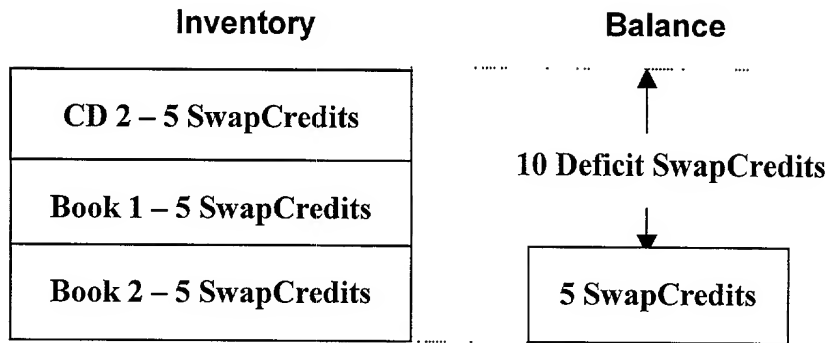 Inventory
Balance
CD 2 – 5 SwapCredits
Book 1 – 5 SwapCredits
Book 2 – 5 SwapCredits
10 Deficit SwapCredits
5 SwapCredits